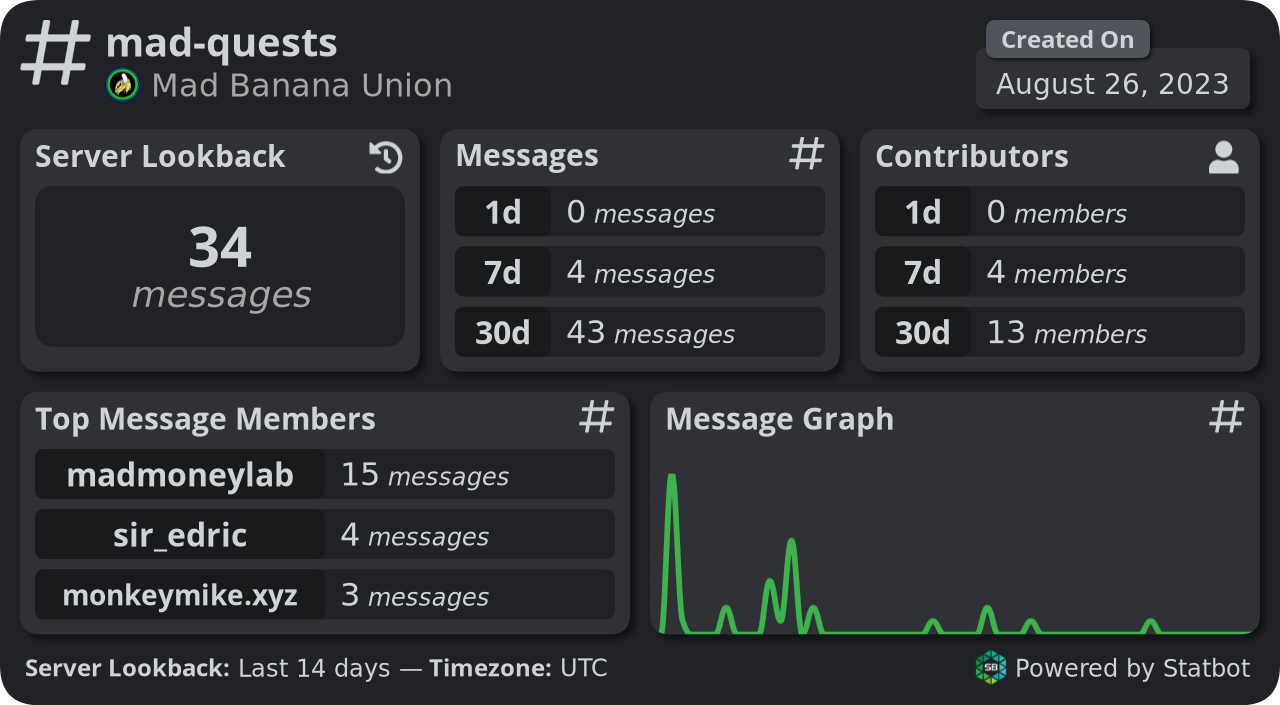 mad-quests
Mad Banana Union
Created On
August 26, 2023
Server Lookback
34
messages
Messages
1d 0 messages
7d 4 messages
30d 43 messages
Contributors
1d 0 members
7d 4 members
30d 13 members
Top Message Members
madmoneylab 15 messages
sir_edric 4 messages
monkeymike.xyz 3 messages
Message Graph
Server Lookback: Last 14 days — Timezone: UTC
SB Powered by Statbot